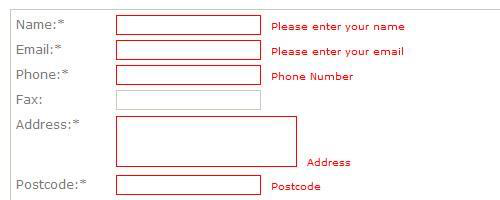 Name:* Please enter your name
Email:* Please enter your email
Phone:* Phone Number
Fax:
Address:* Address
Postcode:* Postcode